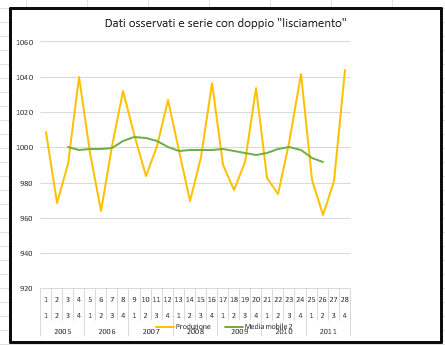 Dati osservati e serie con doppio "lisciamento"
1060
1040
1020
1000
980
960
940
920
1 2 3 4 5 6 7 8 9 10 11 12 13 14 15 16 17 18 19 20 21 22 23 24 25 26 27 28
1 2 3 4 1 2 3 4 1 2 3 4 1 2 3 4 1 2 3 4 1 2 3 4 1 2 3 4
Produzione Media mobile 2
2005 2006 2007 2008 2009 2010 2011